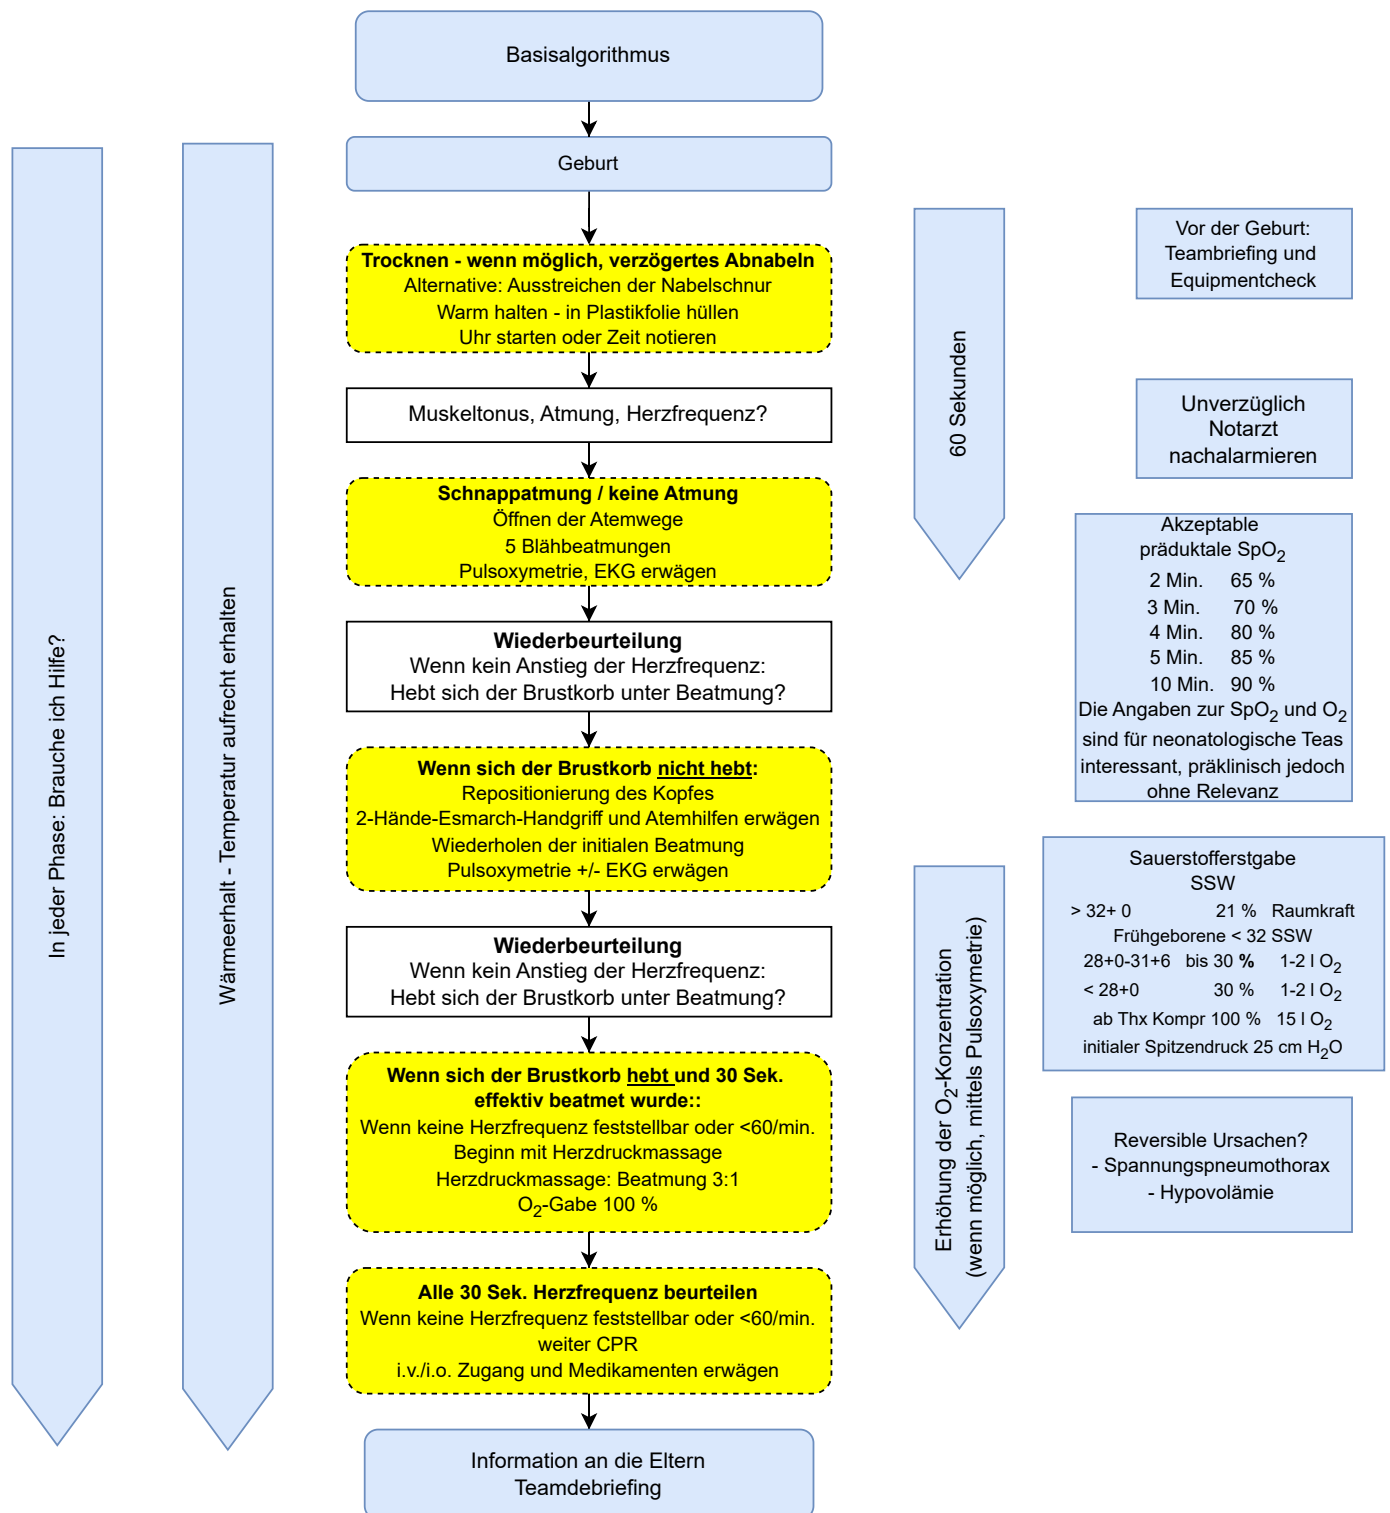 Basisalgorithmus
Geburt
Trocknen - wenn möglich, verzögertes Abnabeln
Alternative: Ausstreichen der Nabelschnur
Warm halten - in Plastikfolie hüllen
Uhr starten oder Zeit notieren
Muskeltonus, Atmung, Herzfrequenz?
Schnappatmung / keine Atmung
Öffnen der Atemwege
5 Blähbeatmungen
Pulsoxymetrie, EKG erwägen
Wiederbeurteilung
Wenn kein Anstieg der Herzfrequenz:
Hebt sich der Brustkorb unter Beatmung?
Wenn sich der Brustkorb nicht hebt:
Repositionierung des Kopfes
2-Hände-Esmarch-Handgriff und Atemhilfen erwägen
Wiederholen der initialen Beatmung
Pulsoxymetrie +/- EKG erwägen
Wiederbeurteilung
Wenn kein Anstieg der Herzfrequenz:
Hebt sich der Brustkorb unter Beatmung?
Wenn sich der Brustkorb hebt und 30 Sek.
effektiv beatmet wurde::
Wenn keine Herzfrequenz feststellbar oder <60/min.
Beginn mit Herzdruckmassage
Herzdruckmassage: Beatmung 3:1
O2-Gabe 100 %
Alle 30 Sek. Herzfrequenz beurteilen
Wenn keine Herzfrequenz feststellbar oder <60/min.
weiter CPR
i.v./i.o. Zugang und Medikamenten erwägen
Information an die Eltern
Teamdebriefing
In jeder Phase: Brauche ich Hilfe?
Wärmeerhalt - Temperatur aufrecht erhalten
60 Sekunden
Erhöhung der O2-Konzentration
(wenn möglich, mittels Pulsoxymetrie)
Vor der Geburt:
Teambriefing und
Equipmentcheck
Unverzüglich
Notarzt
nachalarmieren
Akzeptable
präduktale SpO2
2 Min. 65 %
3 Min. 70 %
4 Min. 80 %
5 Min. 85 %
10 Min. 90 %
Die Angaben zur SpO2 und O2
sind für neonatologische Teas
interessant, präklinisch jedoch
ohne Relevanz
Sauerstofferstgabe
SSW
> 32+ 0 21 % Raumkraft
Frühgeborene < 32 SSW
28+0-31+6 bis 30 % 1-2 l O2
< 28+0 30 % 1-2 l O2
ab Thx Kompr 100 % 15 l O2
initialer Spitzendruck 25 cm H2O
Reversible Ursachen?
- Spannungspneumothorax
- Hypovolämie